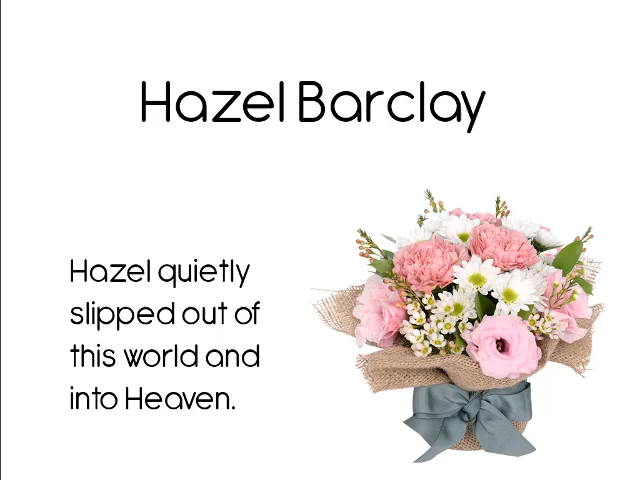 Hazel Barclay
Hazel quietly
slipped out of
this world and
into Heaven.